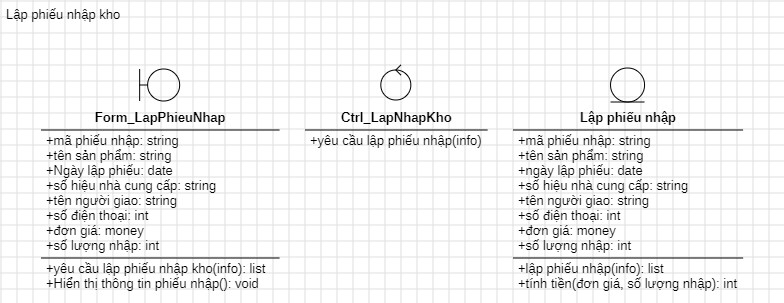 Lập phiếu nhập kho
Form_LapPhieuNhap
+mã phiếu nhập: string
+tên sản phẩm: string
+Ngày lập phiếu: date
+số hiệu nhà cung cấp: string
+tên người giao: string
+số điện thoại: int
+đơn giá: money
+số lượng nhập: int
+yêu cầu lập phiếu nhập kho(info): list
+Hiển thị thông tin phiếu nhập(): void
Ctrl_LapNhapKho
+yêu cầu lập phiếu nhập(info)
Lập phiếu nhập
+mã phiếu nhập: string
+tên sản phẩm: string
+ngày lập phiếu: date
+số hiệu nhà cung cấp: string
+tên người giao: string
+số điện thoại: int
+đơn giá: money
+số lượng nhập: int
+lập phiếu nhập(info): list
+tính tiền(đơn giá, số lượng nhập): int